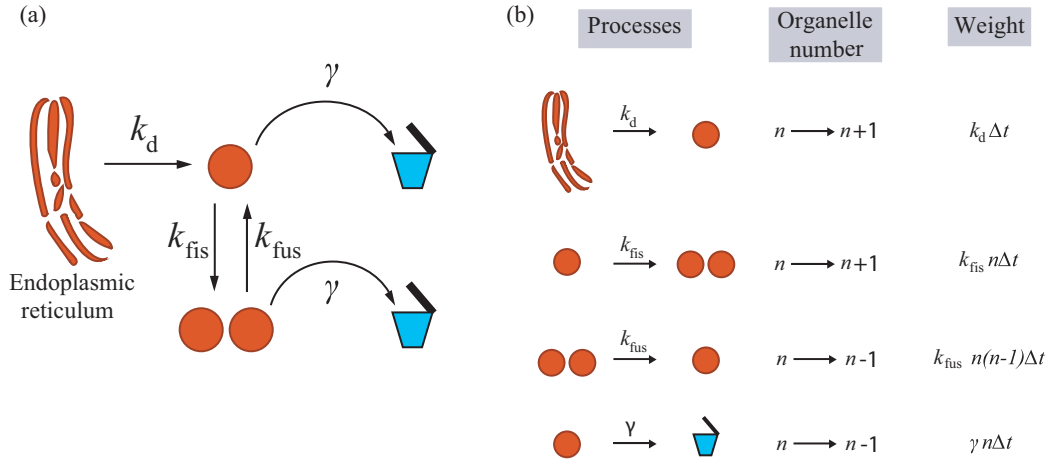 (a)
γ
k_d
k_fis
k_fus
γ
Endoplasmic
reticulum
(b)
Processes
Organelle
number
Weight
k_d
n → n+1
k_d Δt
k_fis
n → n+1
k_fis nΔt
k_fus
n → n-1
k_fus n(n-1)Δt
γ
n → n-1
γ nΔt